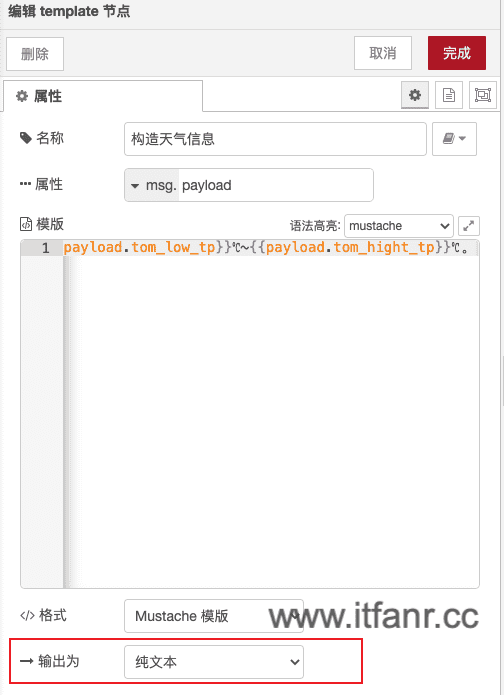 编辑 template 节点
删除
取消
完成
属性
名称
构造天气信息
属性
msg. payload
模版
语法高亮: mustache
1 payload.tom_low_tp}}℃~{{payload.tom_hight_tp}}℃。
</> 格式
Mustache 模版
www.itfanr.cc
输出为
纯文本